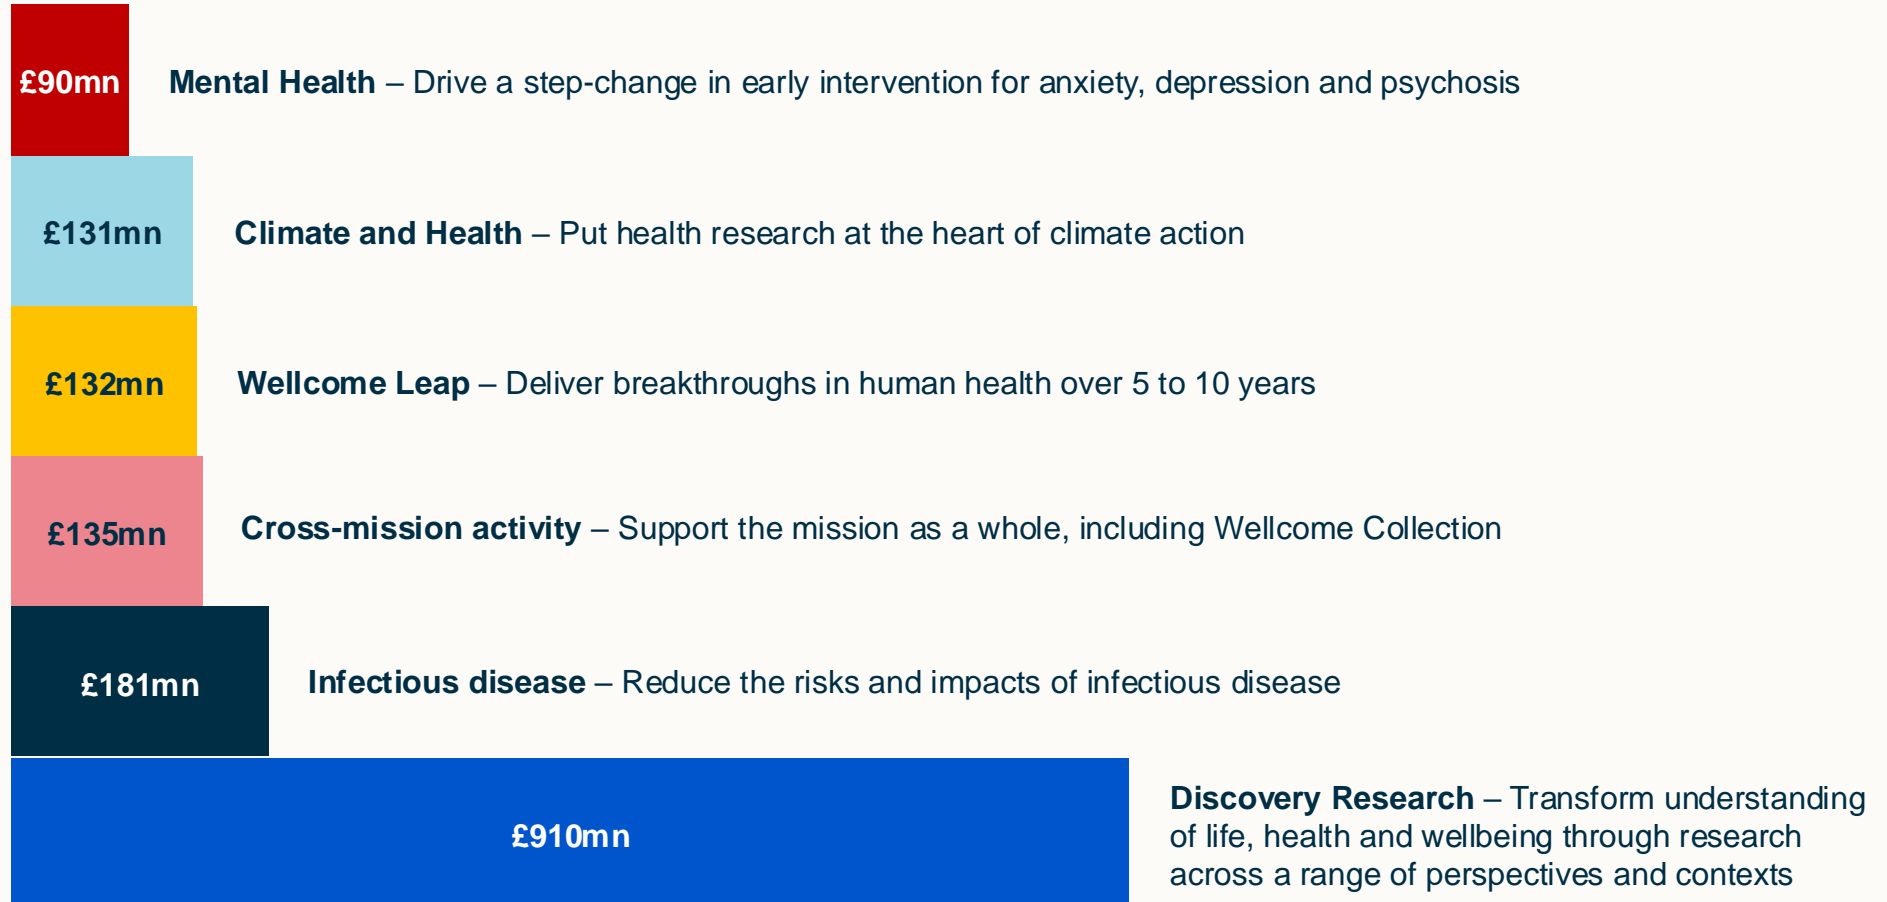 £90mn
Mental Health – Drive a step-change in early intervention for anxiety, depression and psychosis
£131mn
Climate and Health – Put health research at the heart of climate action
£132mn
Wellcome Leap – Deliver breakthroughs in human health over 5 to 10 years
£135mn
Cross-mission activity – Support the mission as a whole, including Wellcome Collection
£181mn
Infectious disease – Reduce the risks and impacts of infectious disease
£910mn
Discovery Research – Transform understanding
of life, health and wellbeing through research
across a range of perspectives and contexts